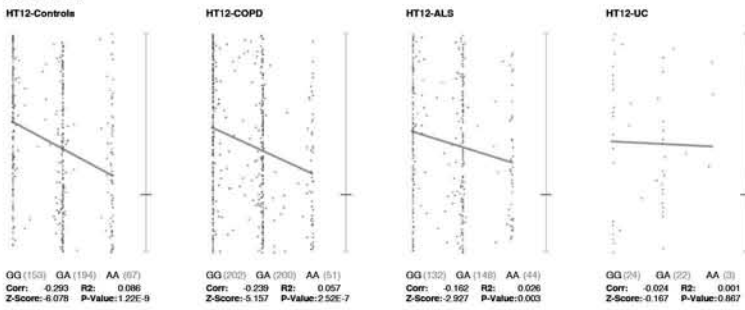 HT12-Controls HT12-COPD HT12-ALS HT12-UC
GG (153) GA (194) AA (67) GG (202) GA (200) AA (51) GG (132) GA (148) AA (44) GG (24) GA (22) AA (3)
Corr: -0.293 R2: 0.086 Corr: -0.239 R2: 0.057 Corr: -0.162 R2: 0.026 Corr: -0.024 R2: 0.001
Z-Score: -6.078 P-Value: 1.22E-9 Z-Score: -5.157 P-Value: 2.52E-7 Z-Score: -2.927 P-Value: 0.003 Z-Score: -0.167 P-Value: 0.867